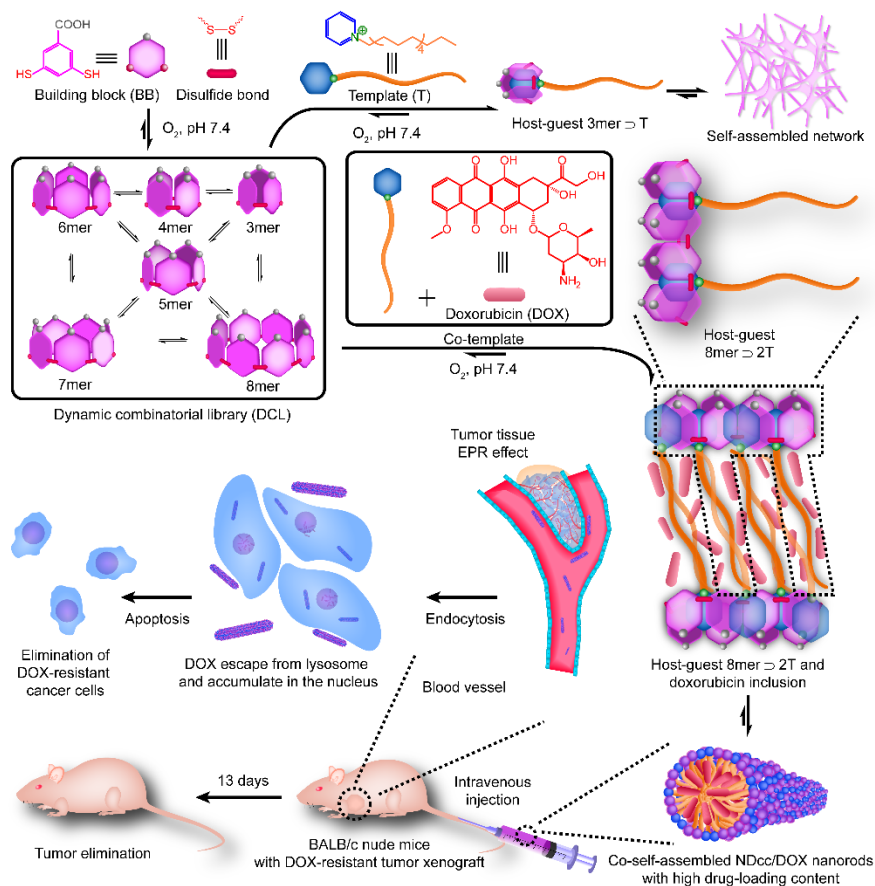 COOH
HS
SH
Building block (BB)
S-S
Disulfide bond
N
⊕
4
Template (T)
O₂, pH 7.4
O₂, pH 7.4
Host-guest 3mer ⊃ T
Self-assembled network
6mer
4mer
3mer
5mer
7mer
8mer
Dynamic combinatorial library (DCL)
+
O
OH
O
OH
OH
O
O
OH
O
O
OH
NH₂
Doxorubicin (DOX)
Co-template
O₂, pH 7.4
Host-guest
8mer ⊃ 2T
Tumor tissue
EPR effect
Endocytosis
Blood vessel
DOX escape from lysosome
and accumulate in the nucleus
Apoptosis
Elimination of
DOX-resistant
cancer cells
Host-guest 8mer ⊃ 2T and
doxorubicin inclusion
Co-self-assembled NDcc/DOX nanorods
with high drug-loading content
Intravenous
injection
BALB/c nude mice
with DOX-resistant tumor xenograft
13 days
Tumor elimination